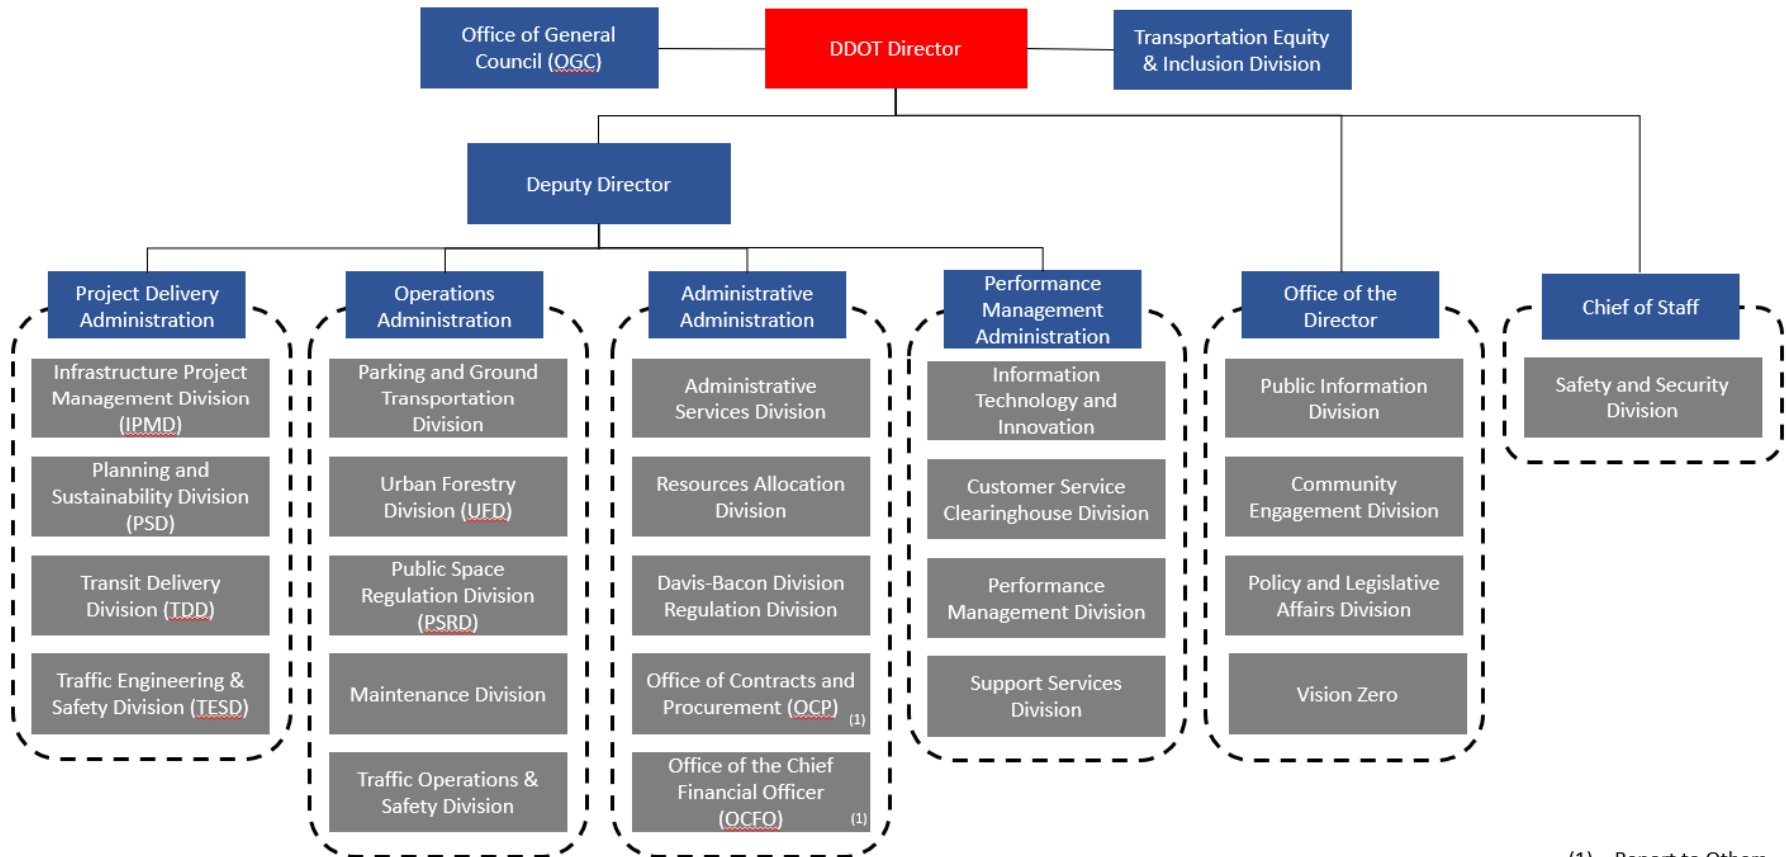 Office of General
Council (OGC)
DDOT Director
Transportation Equity
& Inclusion Division
Deputy Director
Project Delivery
Administration
Infrastructure Project
Management Division
(IPMD)
Planning and
Sustainability Division
(PSD)
Transit Delivery
Division (TDD)
Traffic Engineering &
Safety Division (TESD)
Operations
Administration
Parking and Ground
Transportation
Division
Urban Forestry
Division (UFD)
Public Space
Regulation Division
(PSRD)
Maintenance Division
Traffic Operations &
Safety Division
Administrative
Administration
Administrative
Services Division
Resources Allocation
Division
Davis-Bacon Division
Regulation Division
Office of Contracts and
Procurement (OCP)
(1)
Office of the Chief
Financial Officer
(OCFO)
(1)
Performance
Management
Administration
Information
Technology and
Innovation
Customer Service
Clearinghouse Division
Performance
Management Division
Support Services
Division
Office of the
Director
Public Information
Division
Community
Engagement Division
Policy and Legislative
Affairs Division
Vision Zero
Chief of Staff
Safety and Security
Division
(1) Report to Others